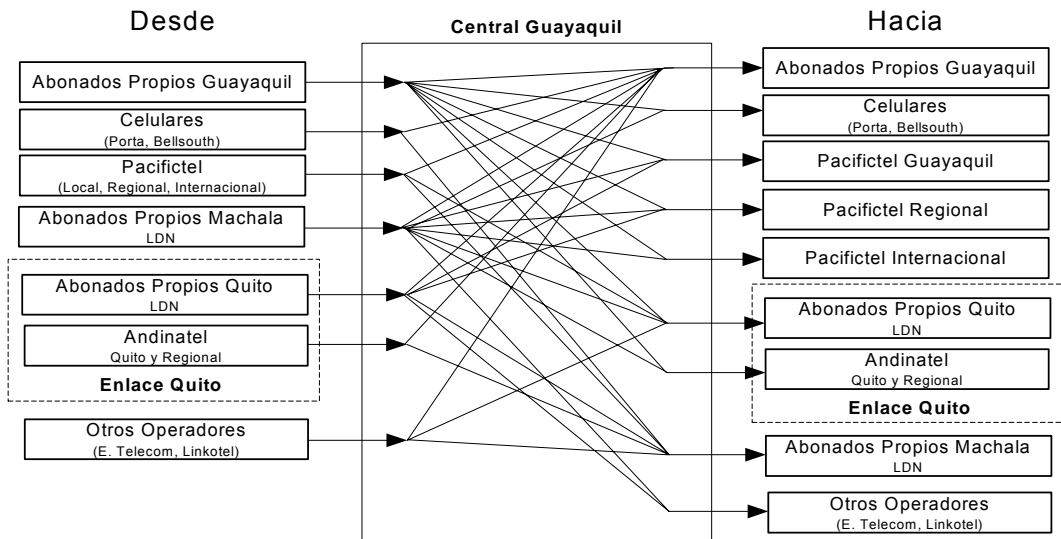 Desde
Central Guayaquil
Hacia
Abonados Propios Guayaquil
Celulares
(Porta, Bellsouth)
Pacifictel
(Local, Regional, Internacional)
Abonados Propios Machala
LDN
Abonados Propios Quito
LDN
Andinatel
Quito y Regional
Enlace Quito
Otros Operadores
(E. Telecom, Linkotel)
Abonados Propios Guayaquil
Celulares
(Porta, Bellsouth)
Pacifictel Guayaquil
Pacifictel Regional
Pacifictel Internacional
Abonados Propios Quito
LDN
Andinatel
Quito y Regional
Enlace Quito
Abonados Propios Machala
LDN
Otros Operadores
(E. Telecom, Linkotel)